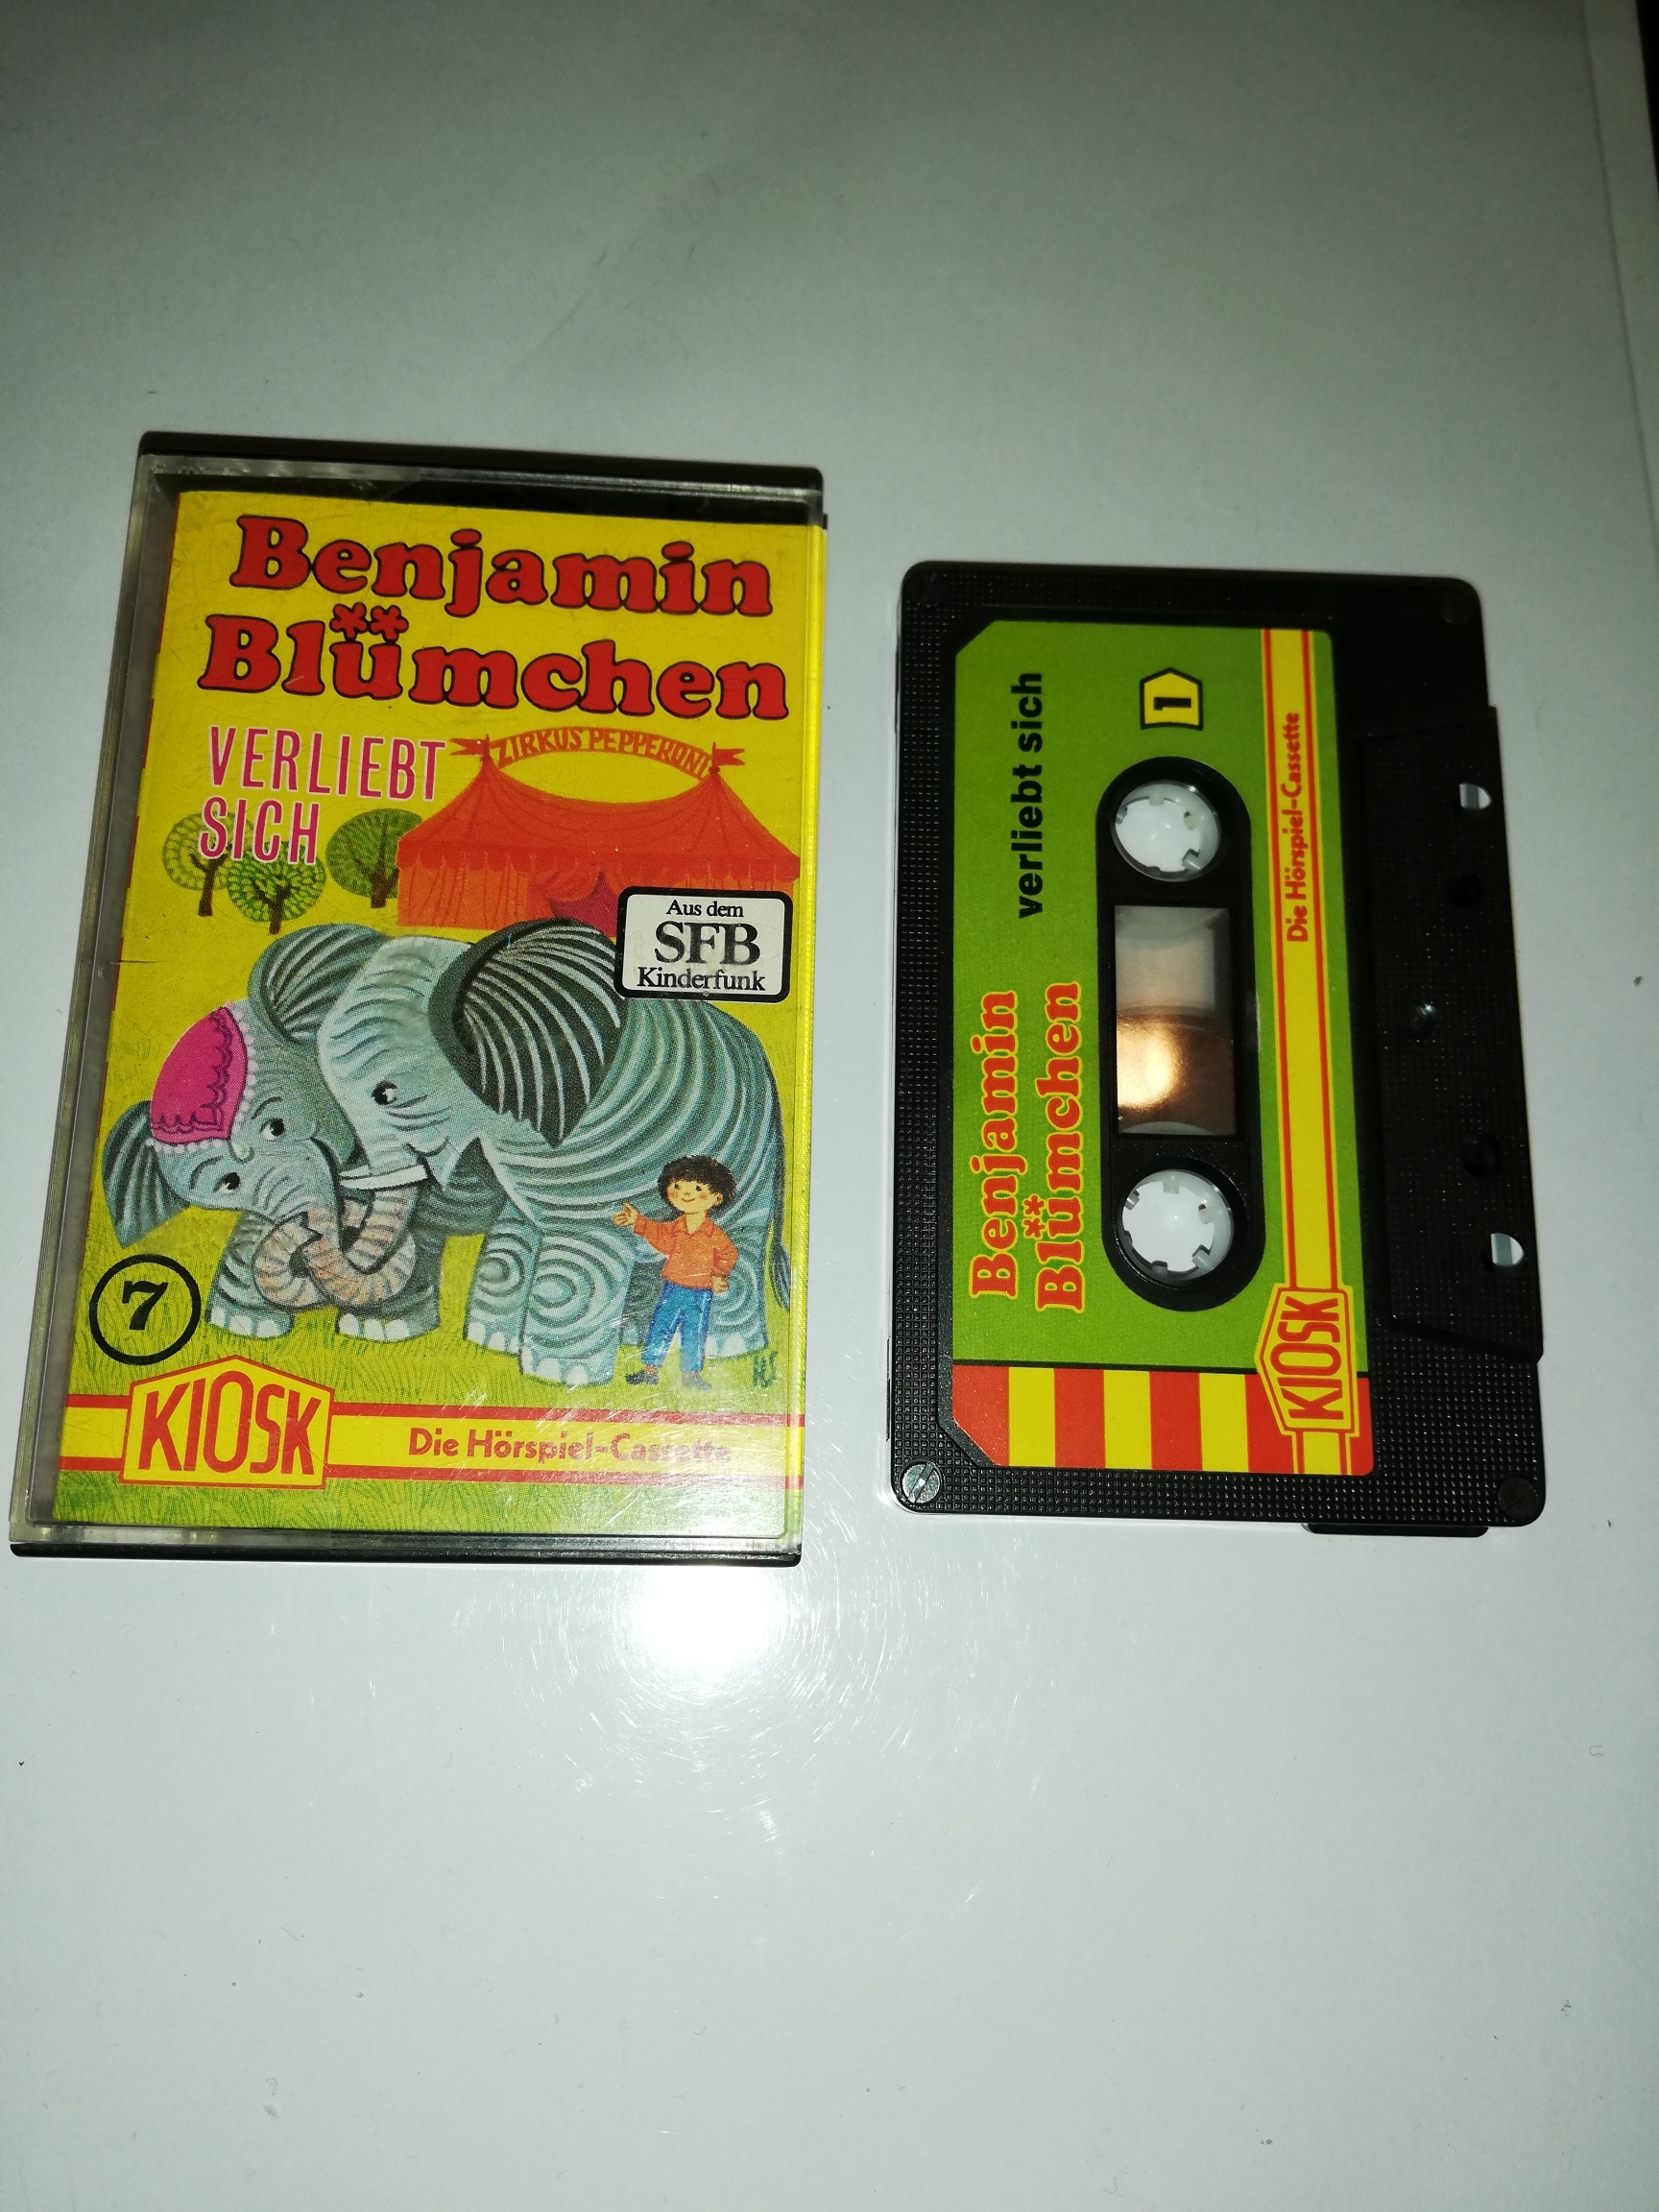 Benjamin
Blümchen
VERLIEBT
SICH
ZIRKUS PEPPERONI
Aus dem
SFB
Kinderfunk
7
HS
KIOSK
Die Hörspiel-Cassette
Benjamin
Blümchen
verliebt sich
1
KIOSK
Die Hörspiel-Cassette